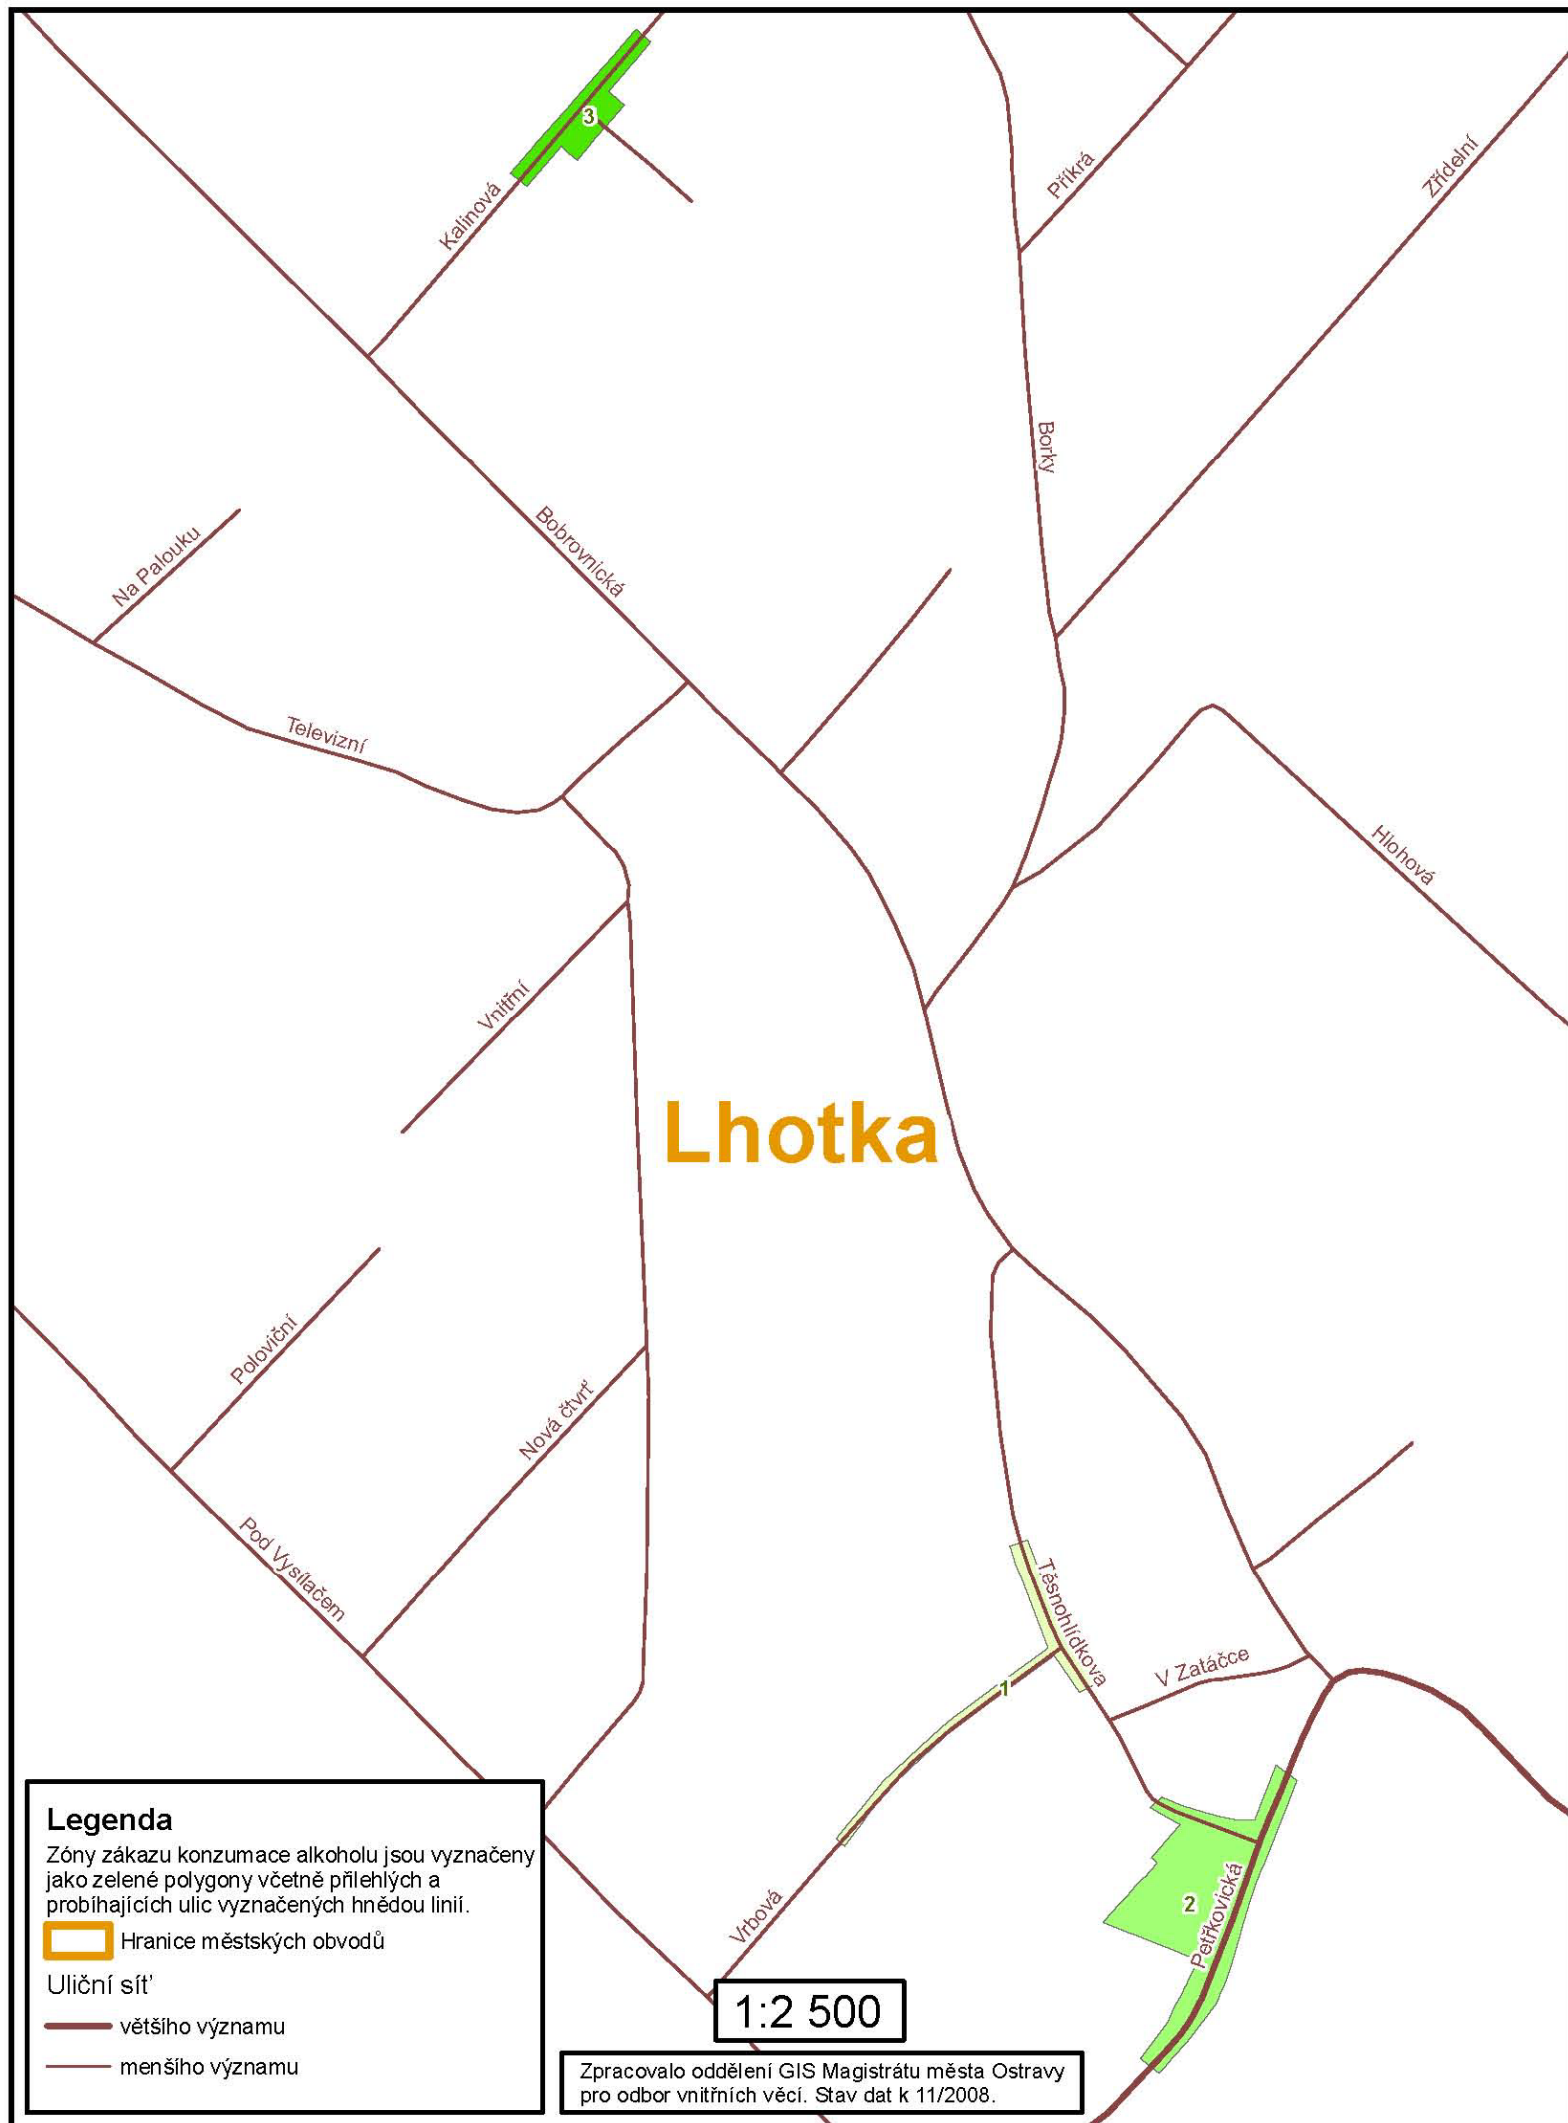 3
Kalinová
Příkrá
Zřídelní
Borky
Bobrovnická
Na Palouku
Televizní
Hlohová
Vnitřní
Lhotka
Poloviční
Nová čtvrť
Pod Vysílačem
Těsnohlídkova
V Zatáčce
1
Vrbová
2
Petřkovická
Legenda
Zóny zákazu konzumace alkoholu jsou vyznačeny
jako zelené polygony včetně přilehlých a
probíhajících ulic vyznačených hnědou linií.
Hranice městských obvodů
Uliční síť
většího významu
menšího významu
1:2 500
Zpracovalo oddělení GIS Magistrátu města Ostravy
pro odbor vnitřních věcí. Stav dat k 11/2008.